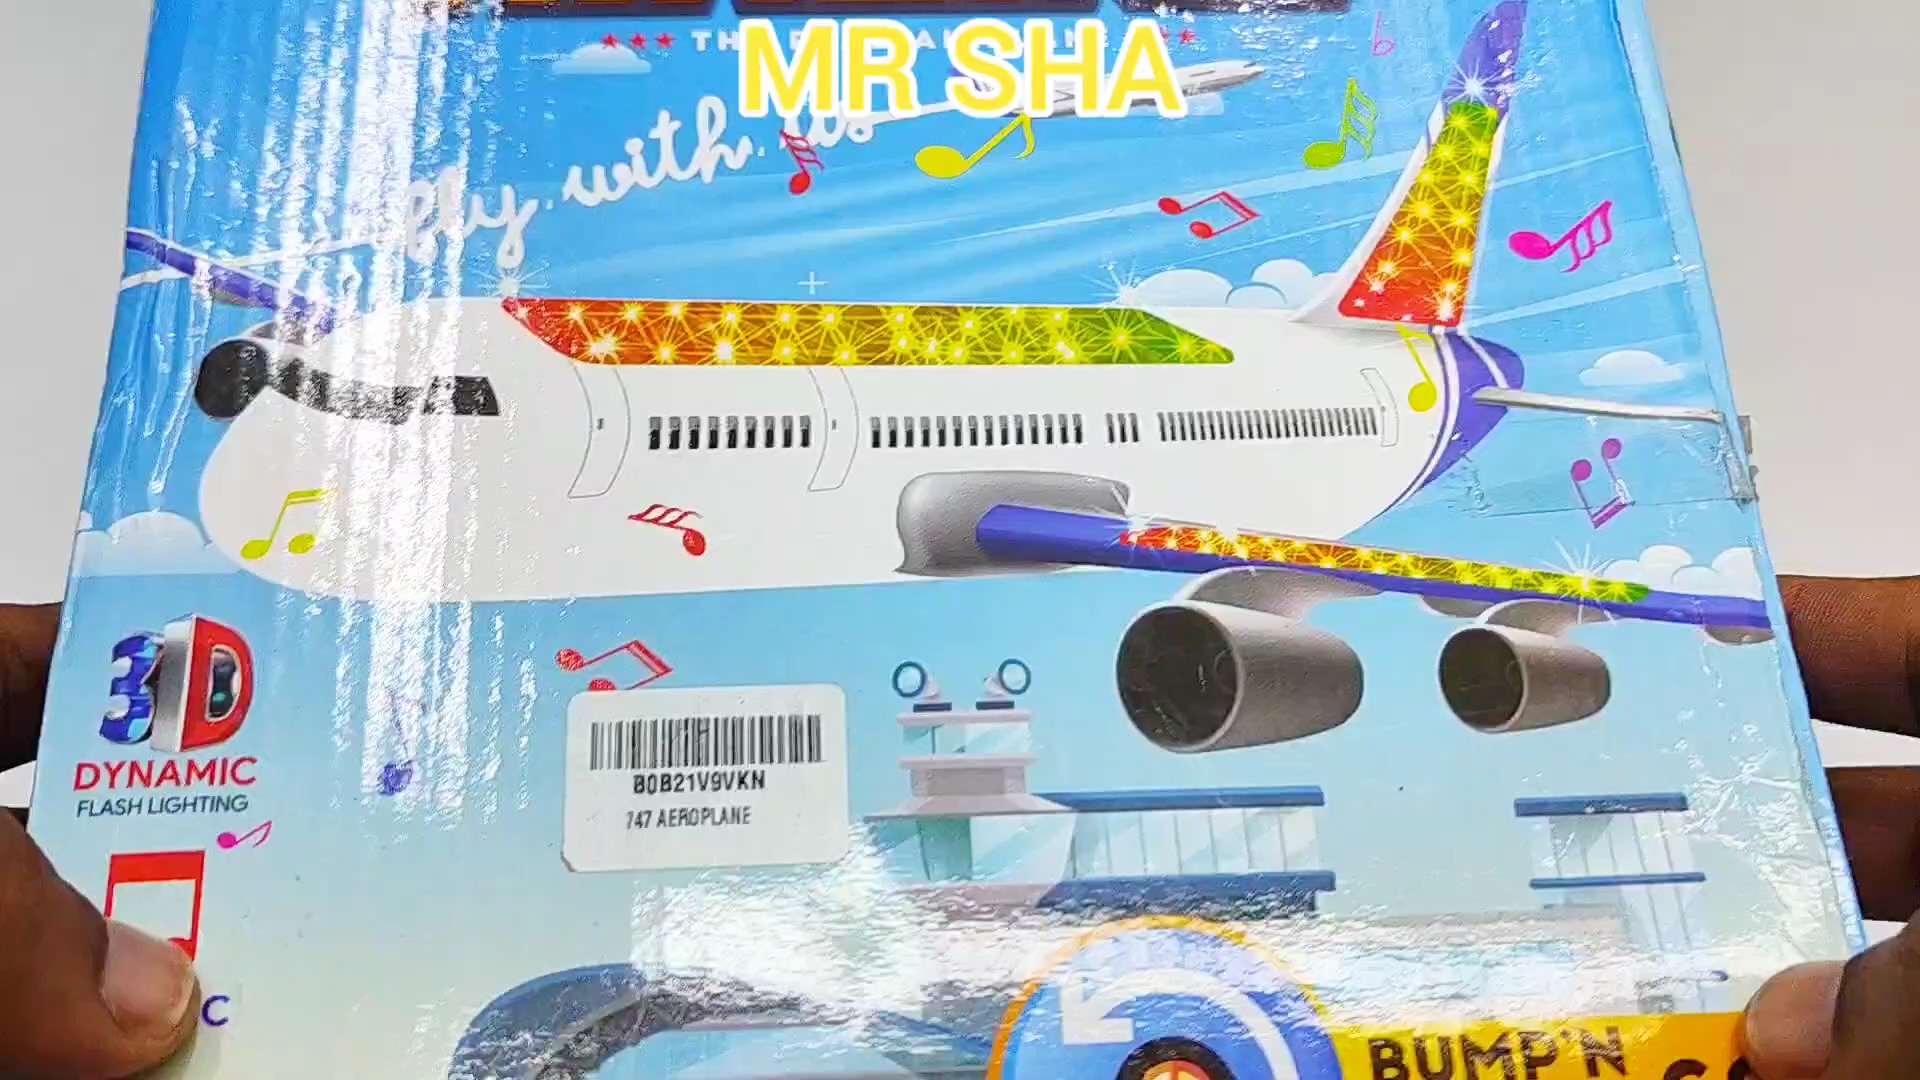 MR SHA
fly with us
3D
DYNAMIC
FLASH LIGHTING
B0B21V9VKN
747 AEROPLANE
BUMP'N